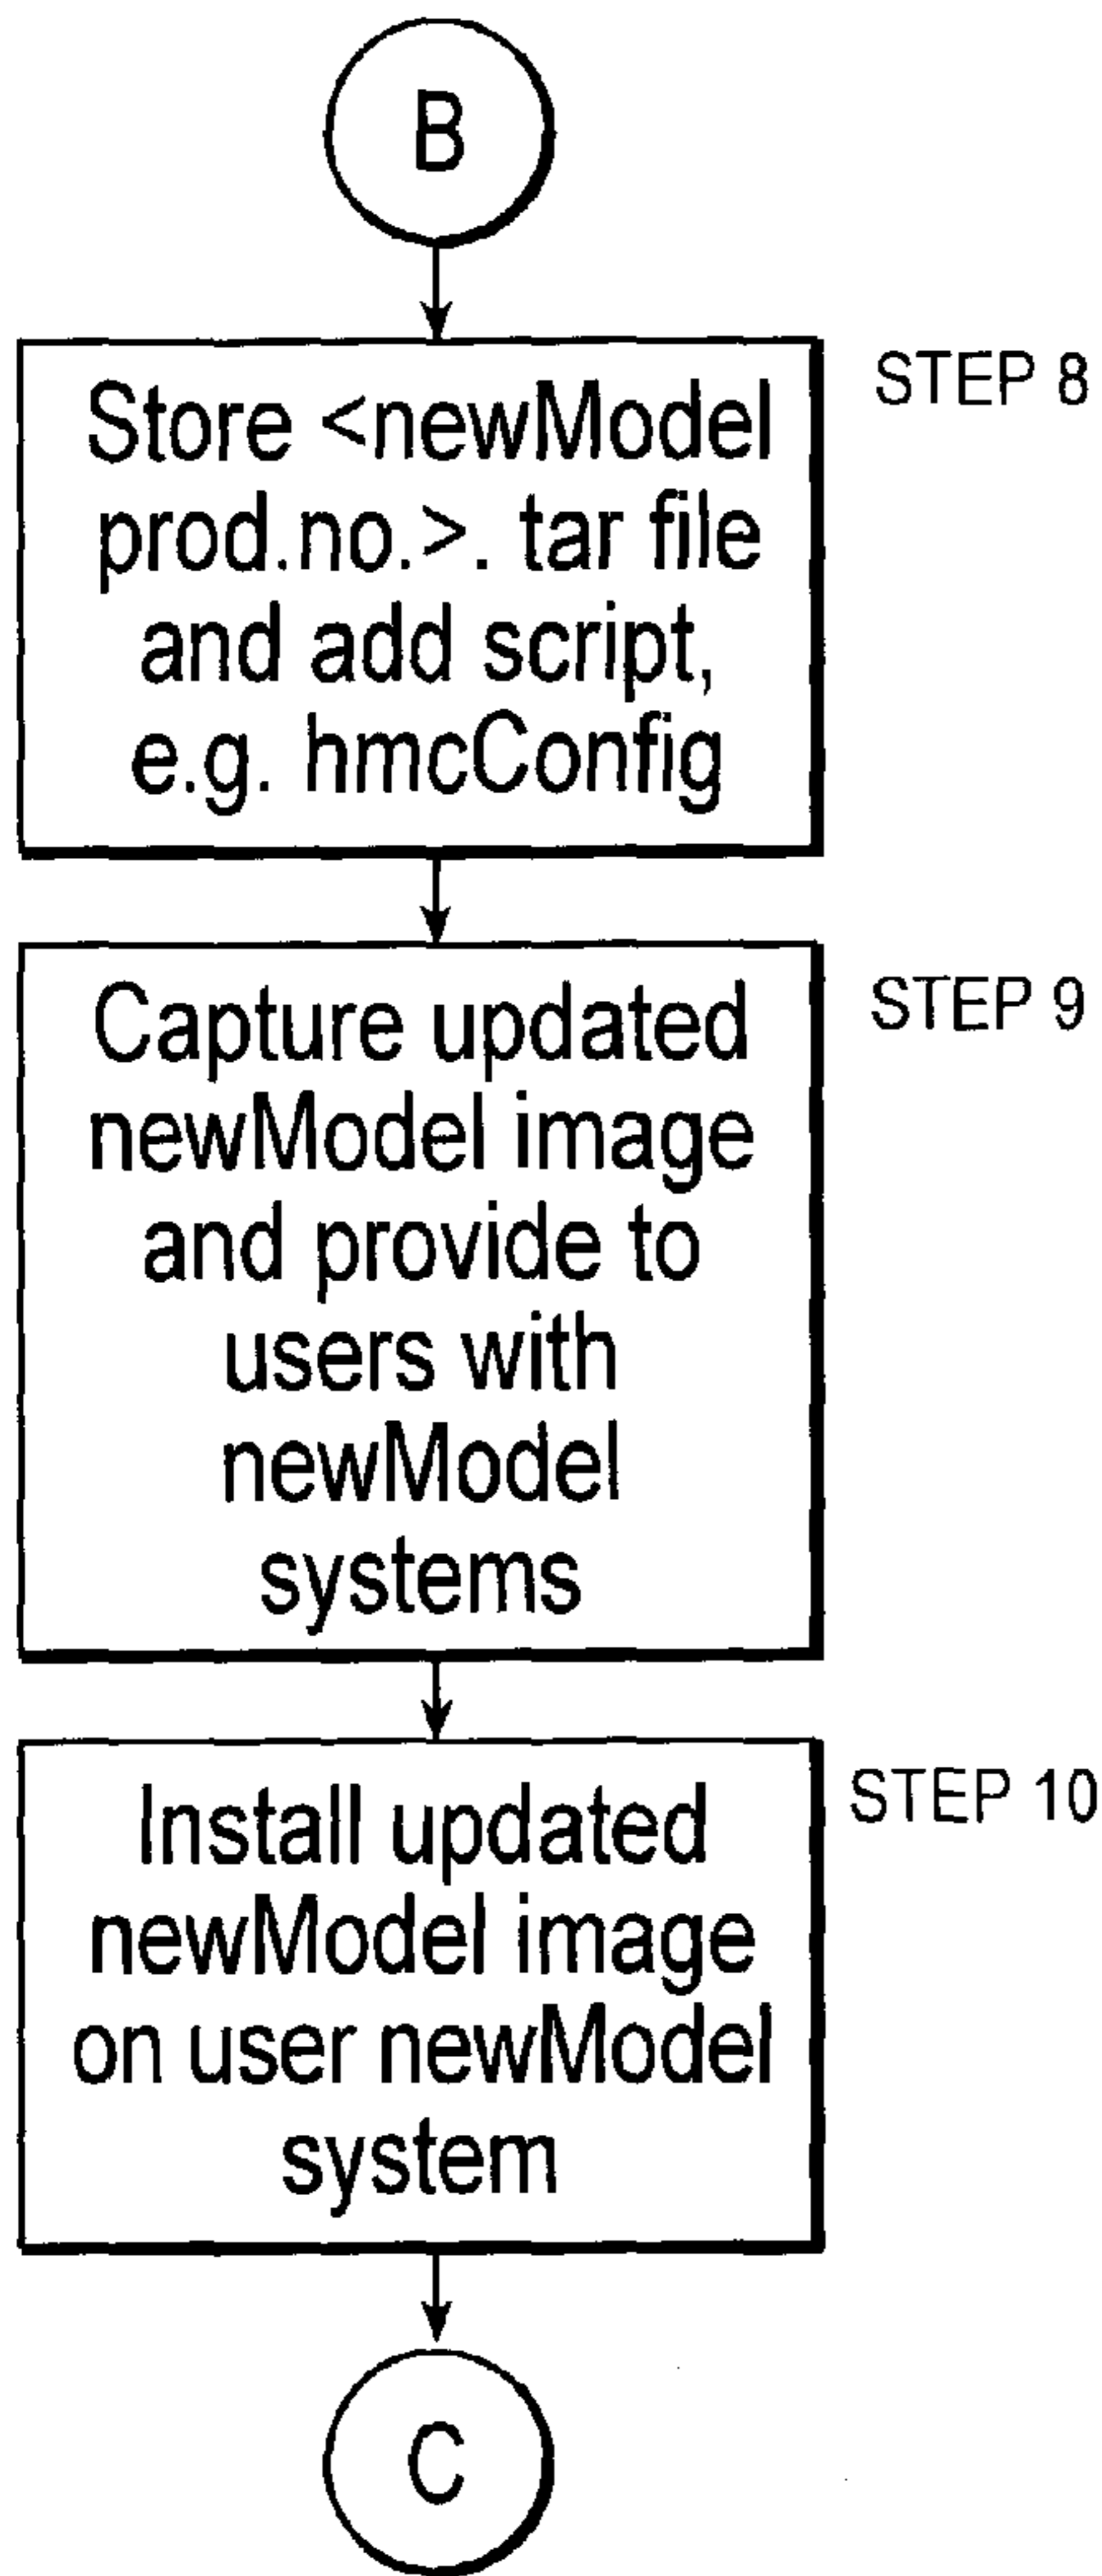 B
STEP 8
Store <newModel
prod.no.>. tar file
and add script,
e.g. hmcConfig
STEP 9
Capture updated
newModel image
and provide to
users with
newModel
systems
STEP 10
Install updated
newModel image
on user newModel
system
C